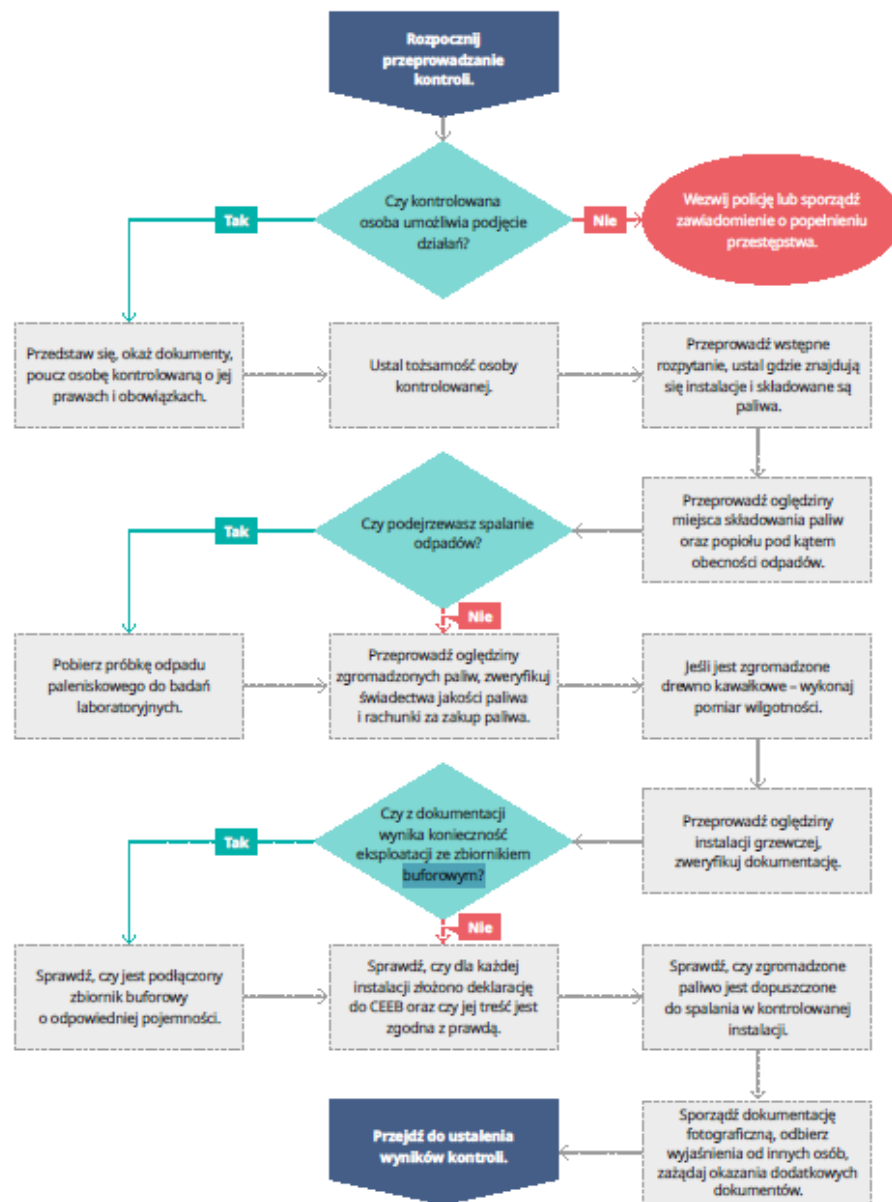 Rozpocznij
przeprowadzanie
kontroli.
Czy kontrolowana
osoba umożliwia podjęcie
działań?
Tak
Nie
Wezwij policję lub sporządź
zawiadomienie o popełnieniu
przestępstwa.
Przedstaw się, okaż dokumenty,
poucz osobę kontrolowaną o jej
prawach i obowiązkach.
Ustal tożsamość osoby
kontrolowanej.
Przeprowadź wstępne
rozpytanie, ustal gdzie znajdują
się instalacje i składowane są
paliwa.
Przeprowadź oględziny
miejsca składowania paliw
oraz popiołu pod kątem
obecności odpadów.
Czy podejrzewasz spalanie
odpadów?
Tak
Nie
Pobierz próbkę odpadu
paleniskowego do badań
laboratoryjnych.
Przeprowadź oględziny
zgromadzonych paliw, zweryfikuj
świadectwa jakości paliwa
i rachunki za zakup paliwa.
Jeśli jest zgromadzone
drewno kawałkowe – wykonaj
pomiar wilgotności.
Przeprowadź oględziny
instalacji grzewczej,
zweryfikuj dokumentację.
Czy z dokumentacji
wynika konieczność
eksploatacji ze zbiornikiem
buforowym?
Tak
Nie
Sprawdź, czy jest podłączony
zbiornik buforowy
o odpowiedniej pojemności.
Sprawdź, czy dla każdej
instalacji złożono deklarację
do CEEB oraz czy jej treść jest
zgodna z prawdą.
Sprawdź, czy zgromadzone
paliwo jest dopuszczone
do spalania w kontrolowanej
instalacji.
Sporządź dokumentację
fotograficzną, odbierz
wyjaśnienia od innych osób,
zażądaj okazania dodatkowych
dokumentów.
Przejdź do ustalenia
wyników kontroli.